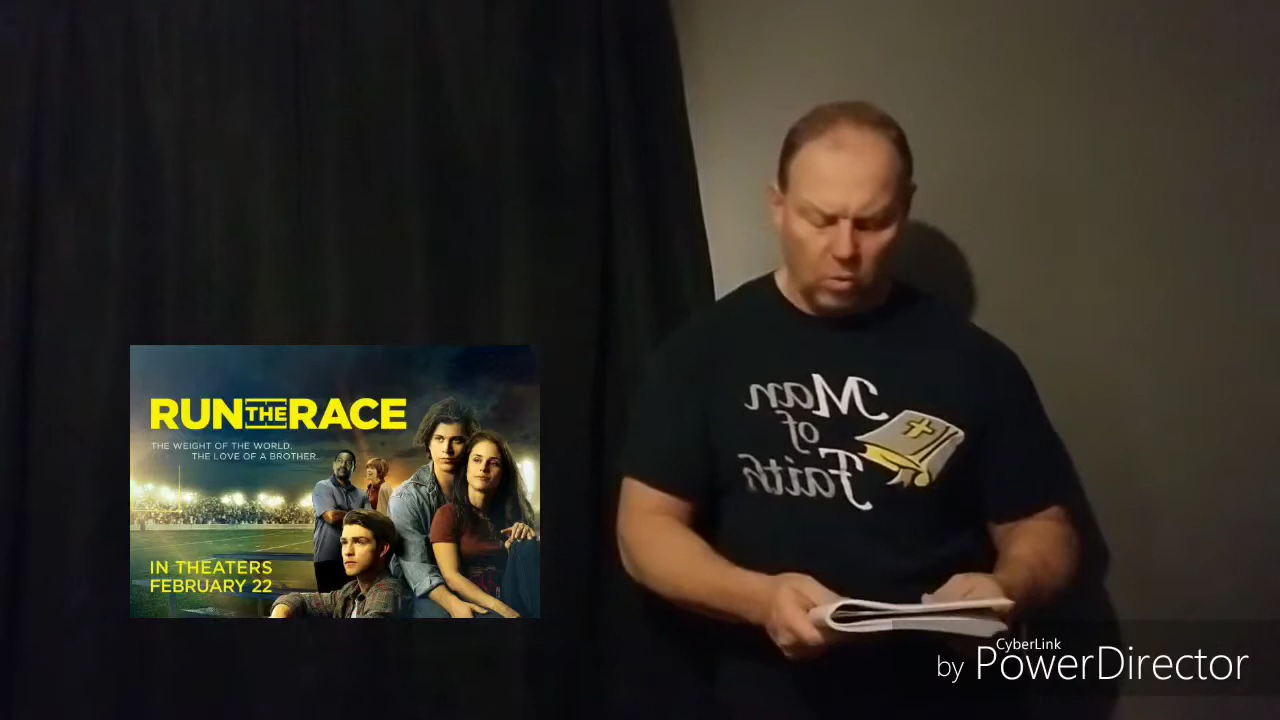 RUN THE RACE
THE WEIGHT OF THE WORLD.
THE LOVE OF A BROTHER.
IN THEATERS
FEBRUARY 22
Man
of
Faith
CyberLink
by PowerDirector